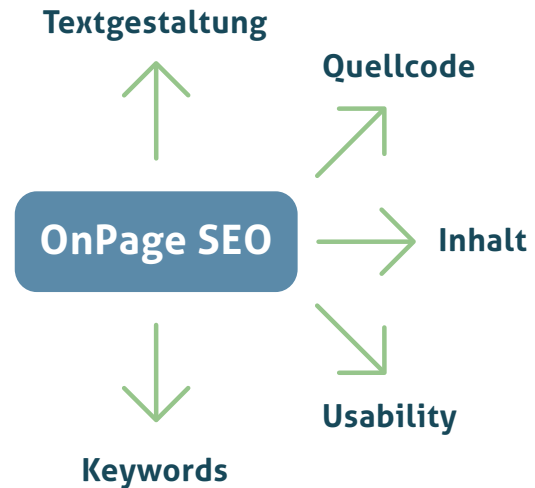 Textgestaltung
Quellcode
OnPage SEO
Inhalt
Usability
Keywords